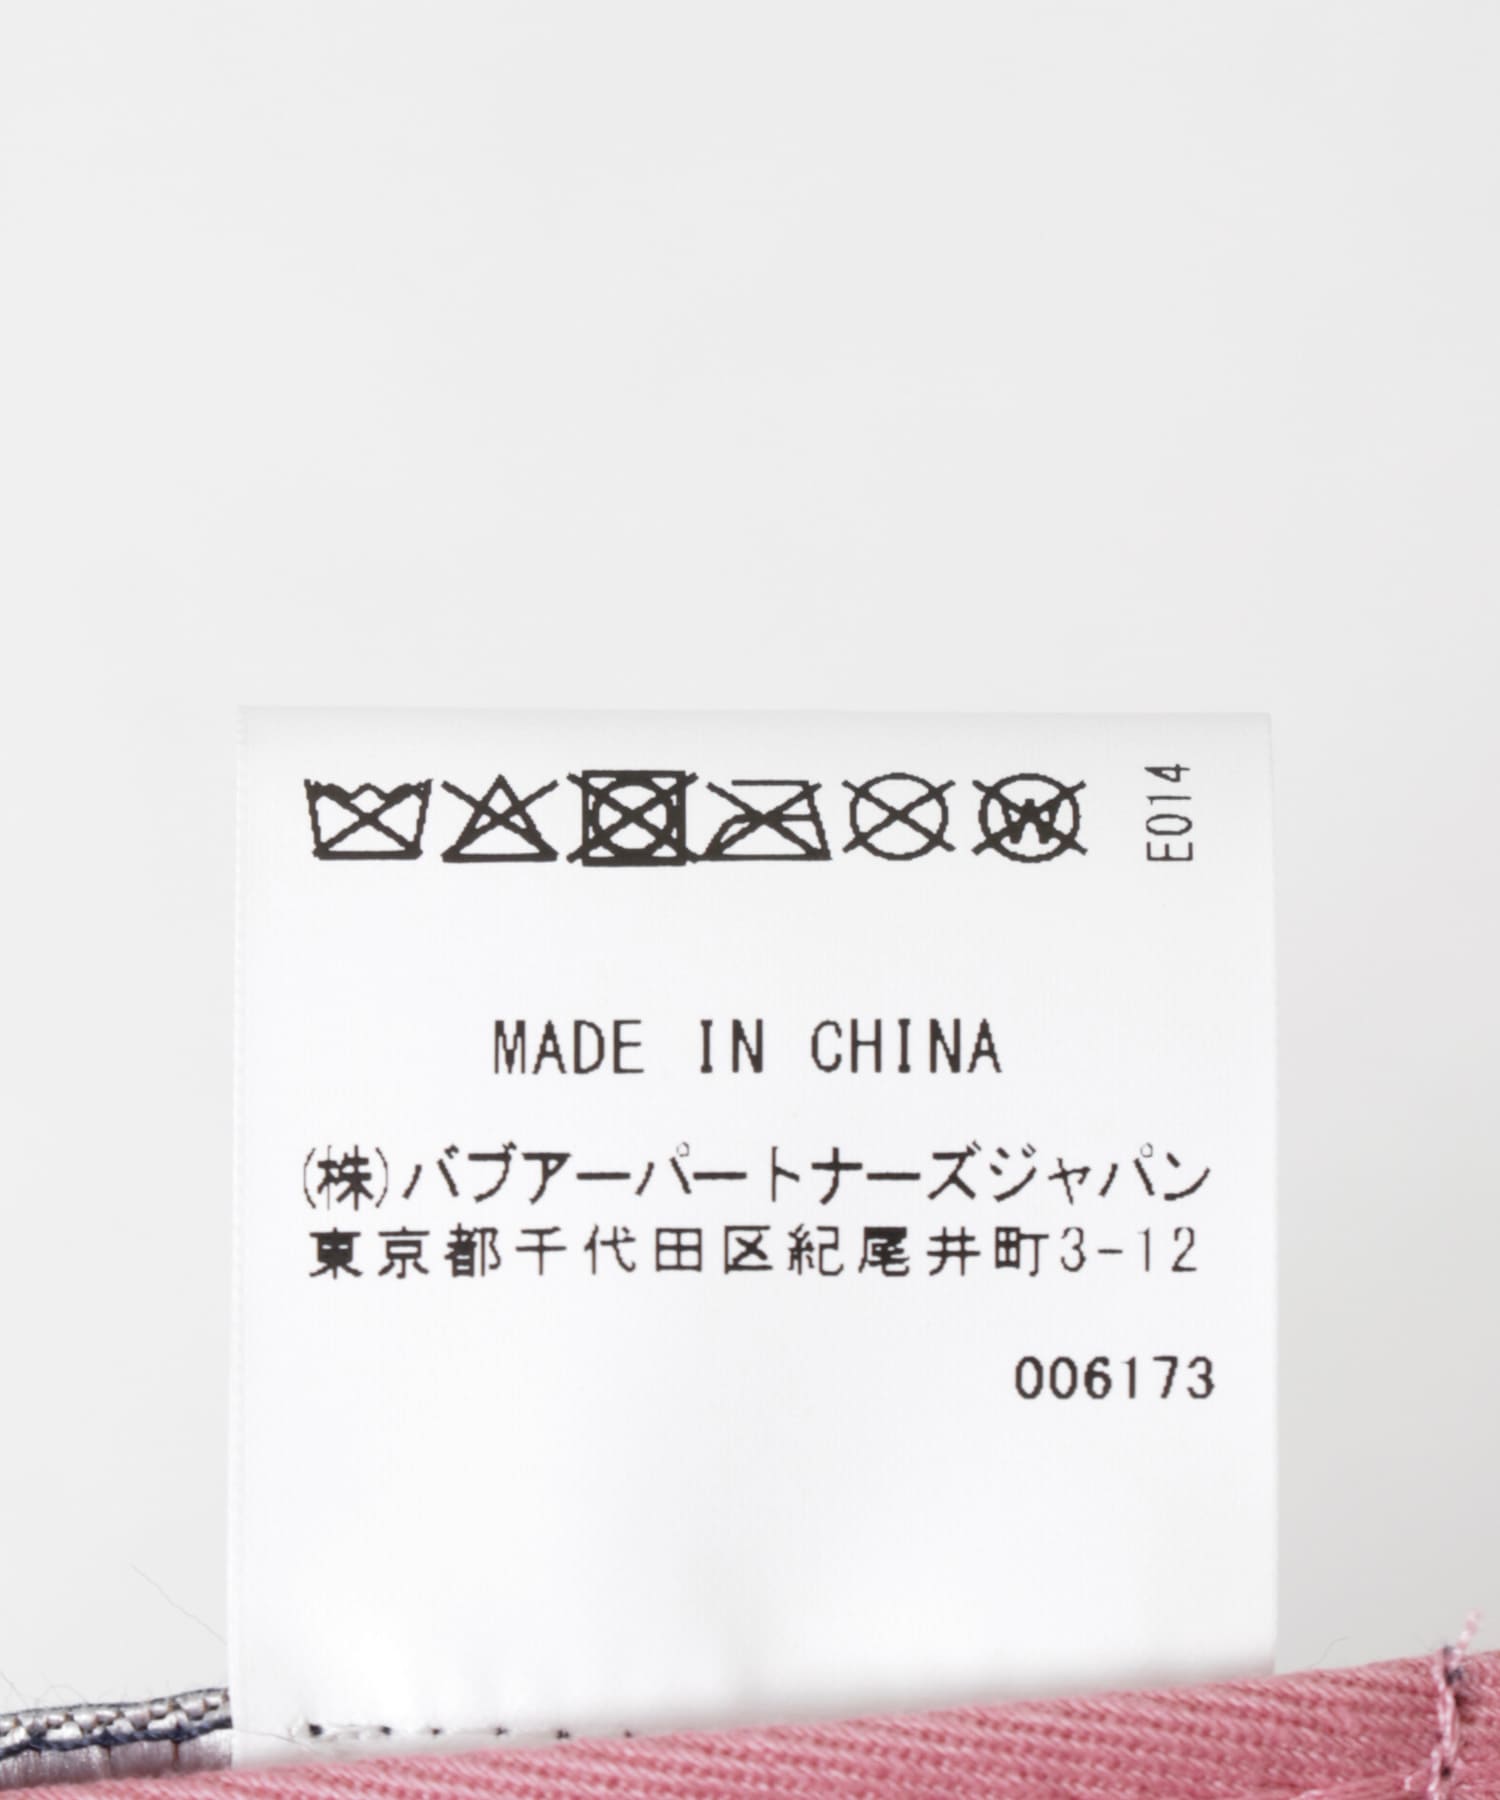 E014
MADE IN CHINA
(株)バブアーパートナーズジャパン
東京都千代田区紀尾井町3-12
006173